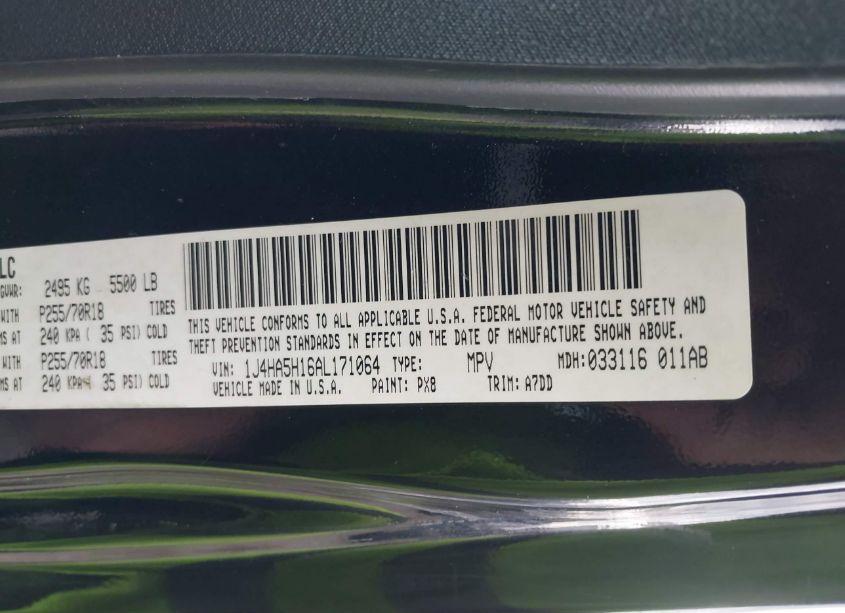 LC
GVWR: 2495 KG 5500 LB
WITH P255/70R18 TIRES
MS AT 240 KPA ( 35 PSI) COLD
WITH P255/70R18 TIRES
MS AT 240 KPA 35 PSI) COLD
THIS VEHICLE CONFORMS TO ALL APPLICABLE U.S.A. FEDERAL MOTOR VEHICLE SAFETY AND
THEFT PREVENTION STANDARDS IN EFFECT ON THE DATE OF MANUFACTURE SHOWN ABOVE.
VIN: 1J4HA5H16AL171064 TYPE: MPV MDH: 033116 011AB
VEHICLE MADE IN U.S.A. PAINT: PX8 TRIM: A7DD